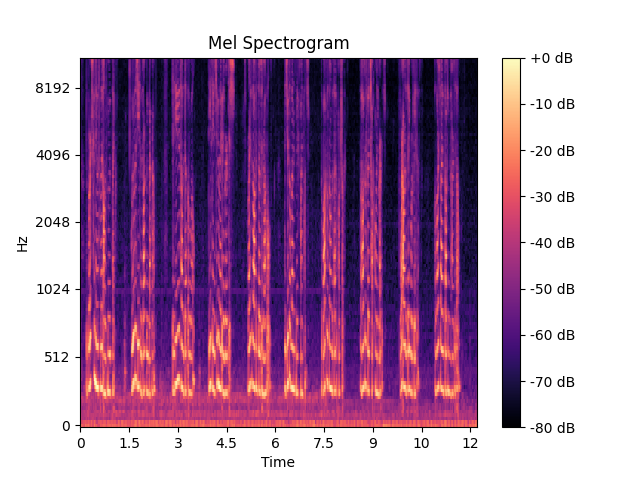 Mel Spectrogram
+0 dB
8192
-10 dB
4096
-20 dB
-30 dB
2048
Hz
-40 dB
1024
-50 dB
-60 dB
512
-70 dB
0
-80 dB
0 1.5 3 4.5 6 7.5 9 10 12
Time